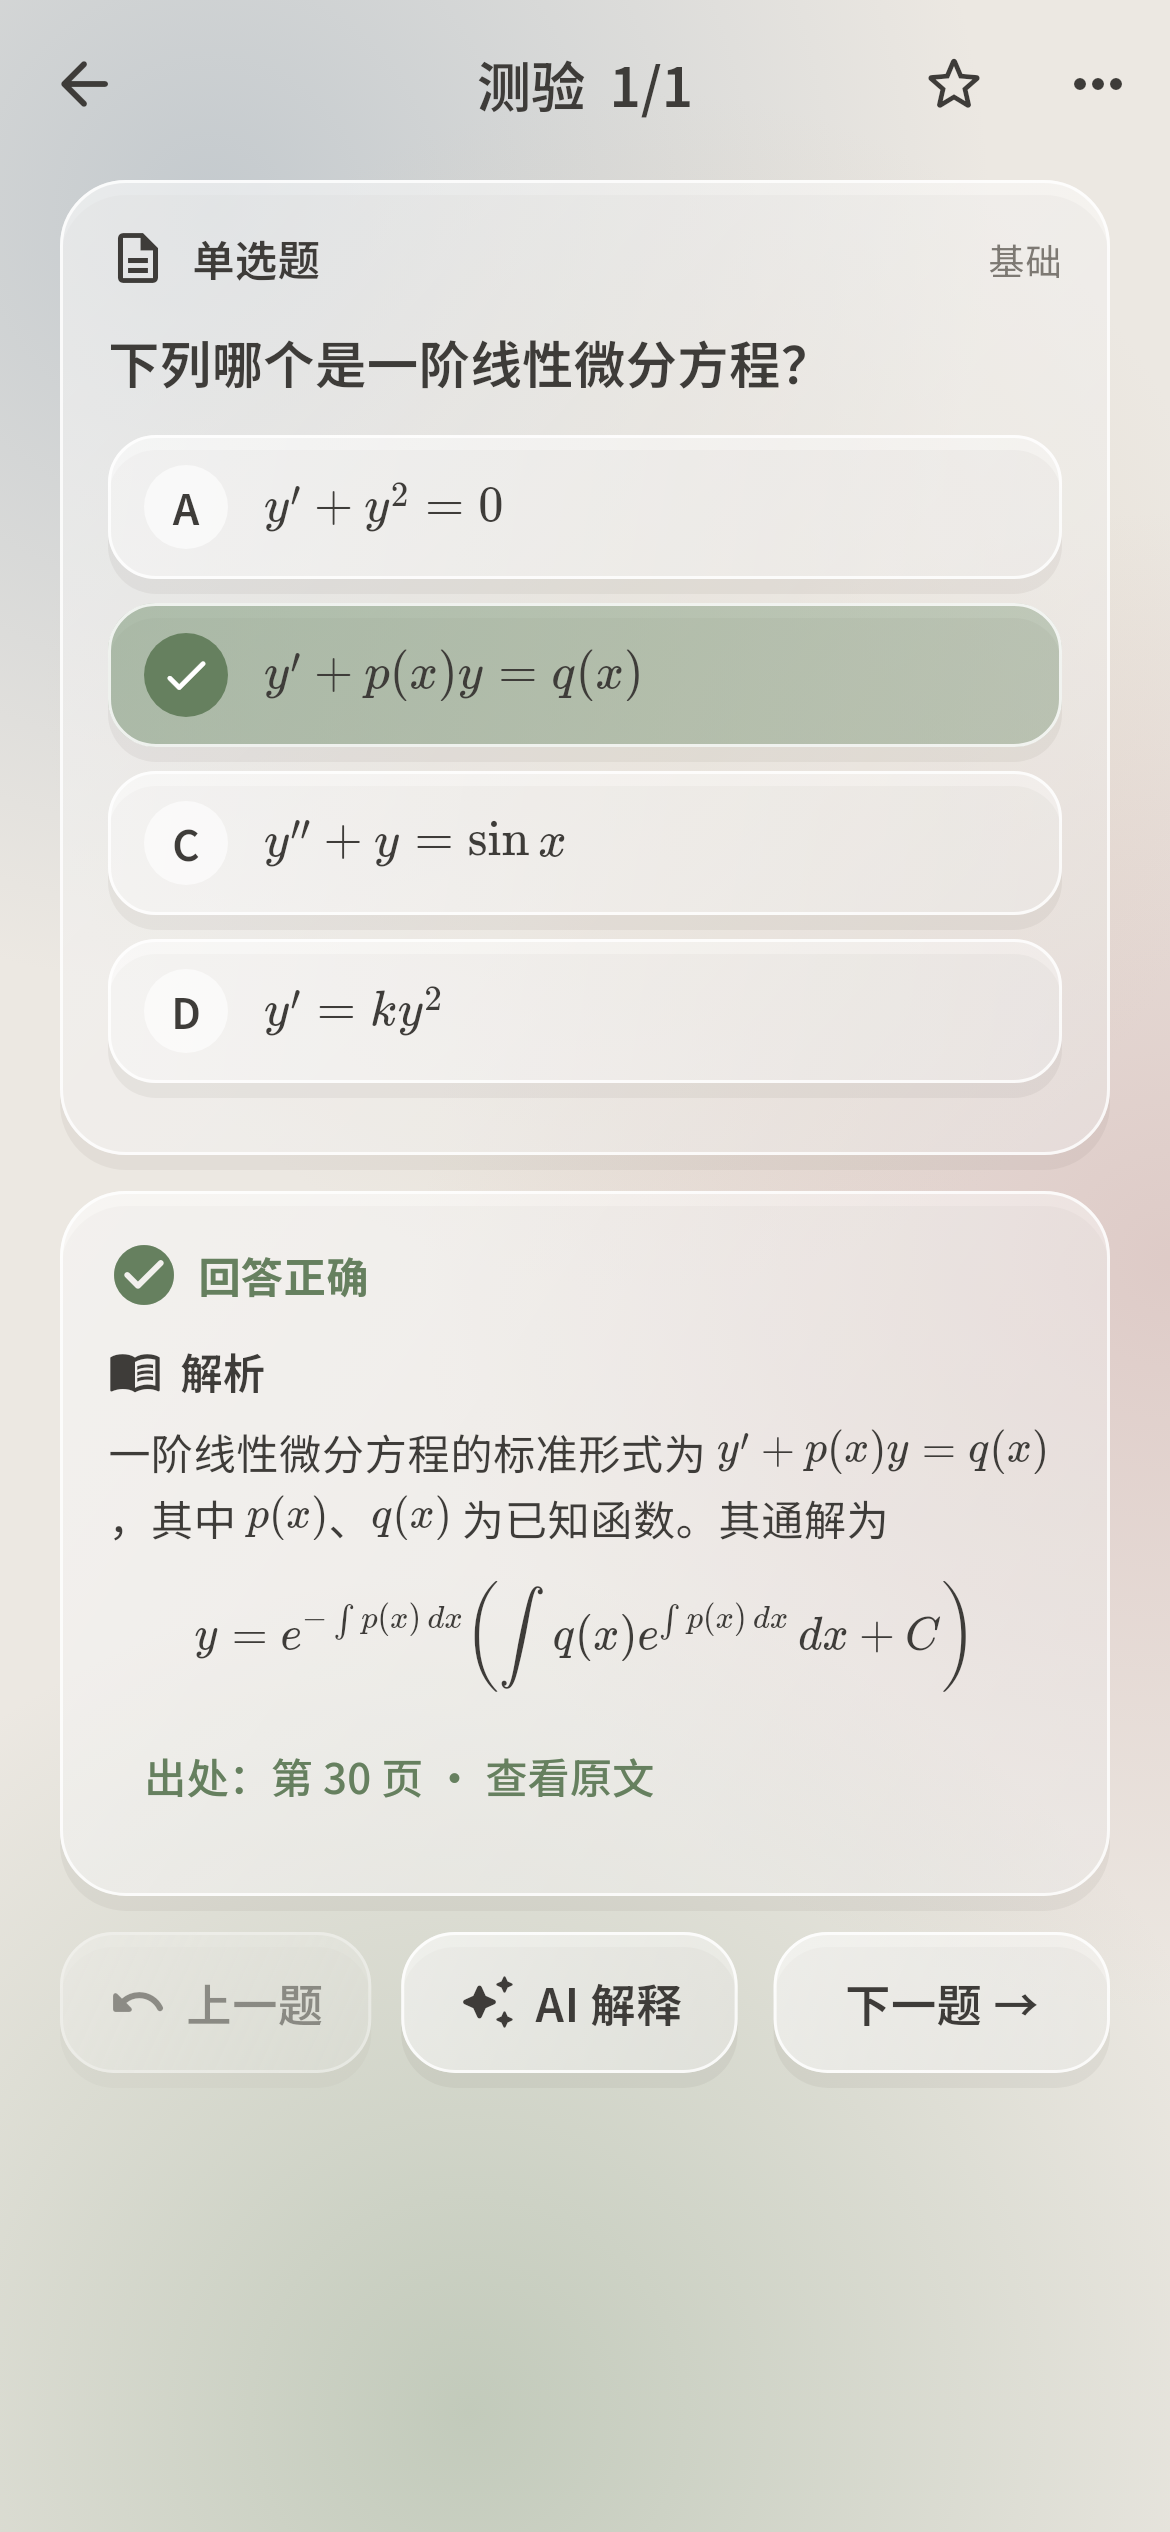 测验 1/1
单选题 基础
下列哪个是一阶线性微分方程?
A y′ + y² = 0
y′ + p(x)y = q(x)
C y″ + y = sin x
D y′ = ky²
回答正确
解析
一阶线性微分方程的标准形式为 y′ + p(x)y = q(x)
，其中 p(x)、q(x) 为已知函数。其通解为
y = e^{−∫ p(x) dx} (∫ q(x)e^{∫ p(x) dx} dx + C)
出处：第 30 页 · 查看原文
上一题 AI 解释 下一题 →